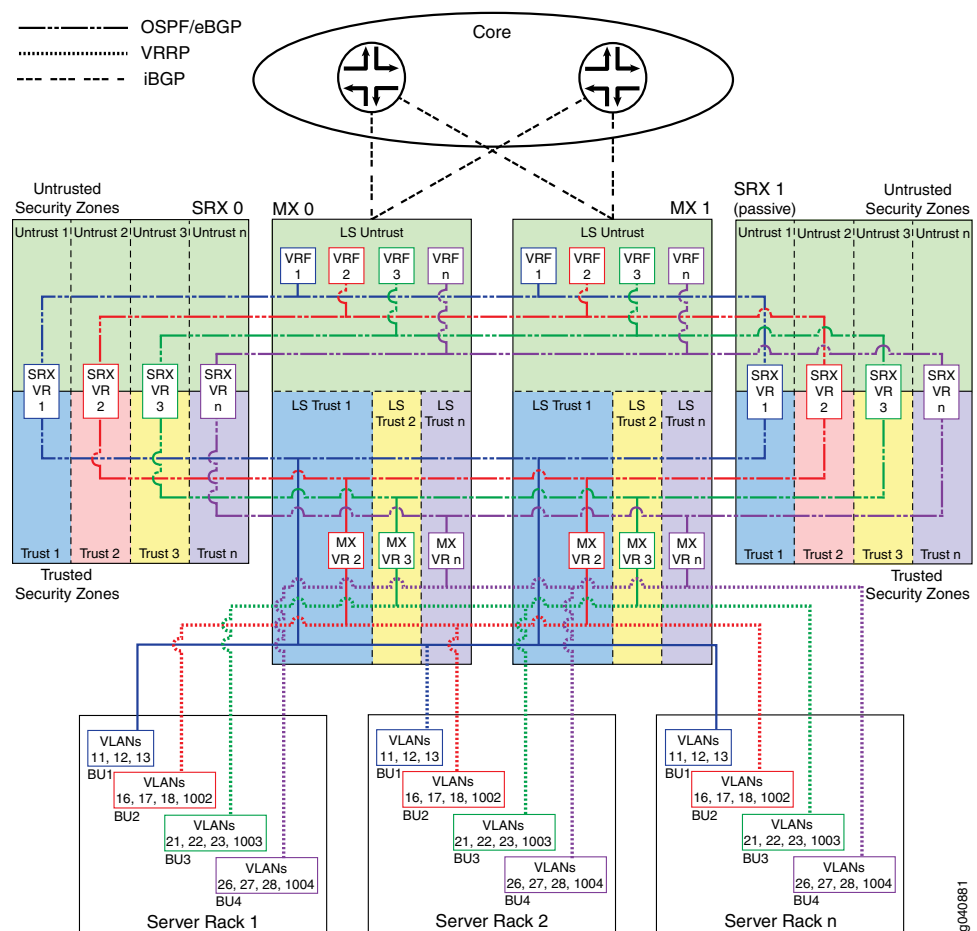 OSPF/eBGP
VRRP
iBGP
Core
Untrusted
Security Zones
SRX 0
MX 0
MX 1
SRX 1
(passive)
Untrusted
Security Zones
Untrust 1
Untrust 2
Untrust 3
Untrust n
LS Untrust
LS Untrust
Untrust 1
Untrust 2
Untrust 3
Untrust n
VRF
1
VRF
2
VRF
3
VRF
n
VRF
1
VRF
2
VRF
3
VRF
n
SRX
VR
1
SRX
VR
2
SRX
VR
3
SRX
VR
n
SRX
VR
1
SRX
VR
2
SRX
VR
3
SRX
VR
n
LS Trust 1
LS
Trust 2
LS
Trust n
LS Trust 1
LS
Trust 2
LS
Trust n
MX
VR 2
MX
VR 3
MX
VR n
MX
VR 2
MX
VR 3
MX
VR n
Trust 1
Trust 2
Trust 3
Trust n
Trust 1
Trust 2
Trust 3
Trust n
Trusted
Security Zones
Trusted
Security Zones
VLANs
11, 12, 13
BU1
VLANs
16, 17, 18, 1002
BU2
VLANs
21, 22, 23, 1003
BU3
VLANs
26, 27, 28, 1004
BU4
Server Rack 1
VLANs
11, 12, 13
BU1
VLANs
16, 17, 18, 1002
BU2
VLANs
21, 22, 23, 1003
BU3
VLANs
26, 27, 28, 1004
BU4
Server Rack 2
VLANs
11, 12, 13
BU1
VLANs
16, 17, 18, 1002
BU2
VLANs
21, 22, 23, 1003
BU3
VLANs
26, 27, 28, 1004
BU4
Server Rack n
g040881